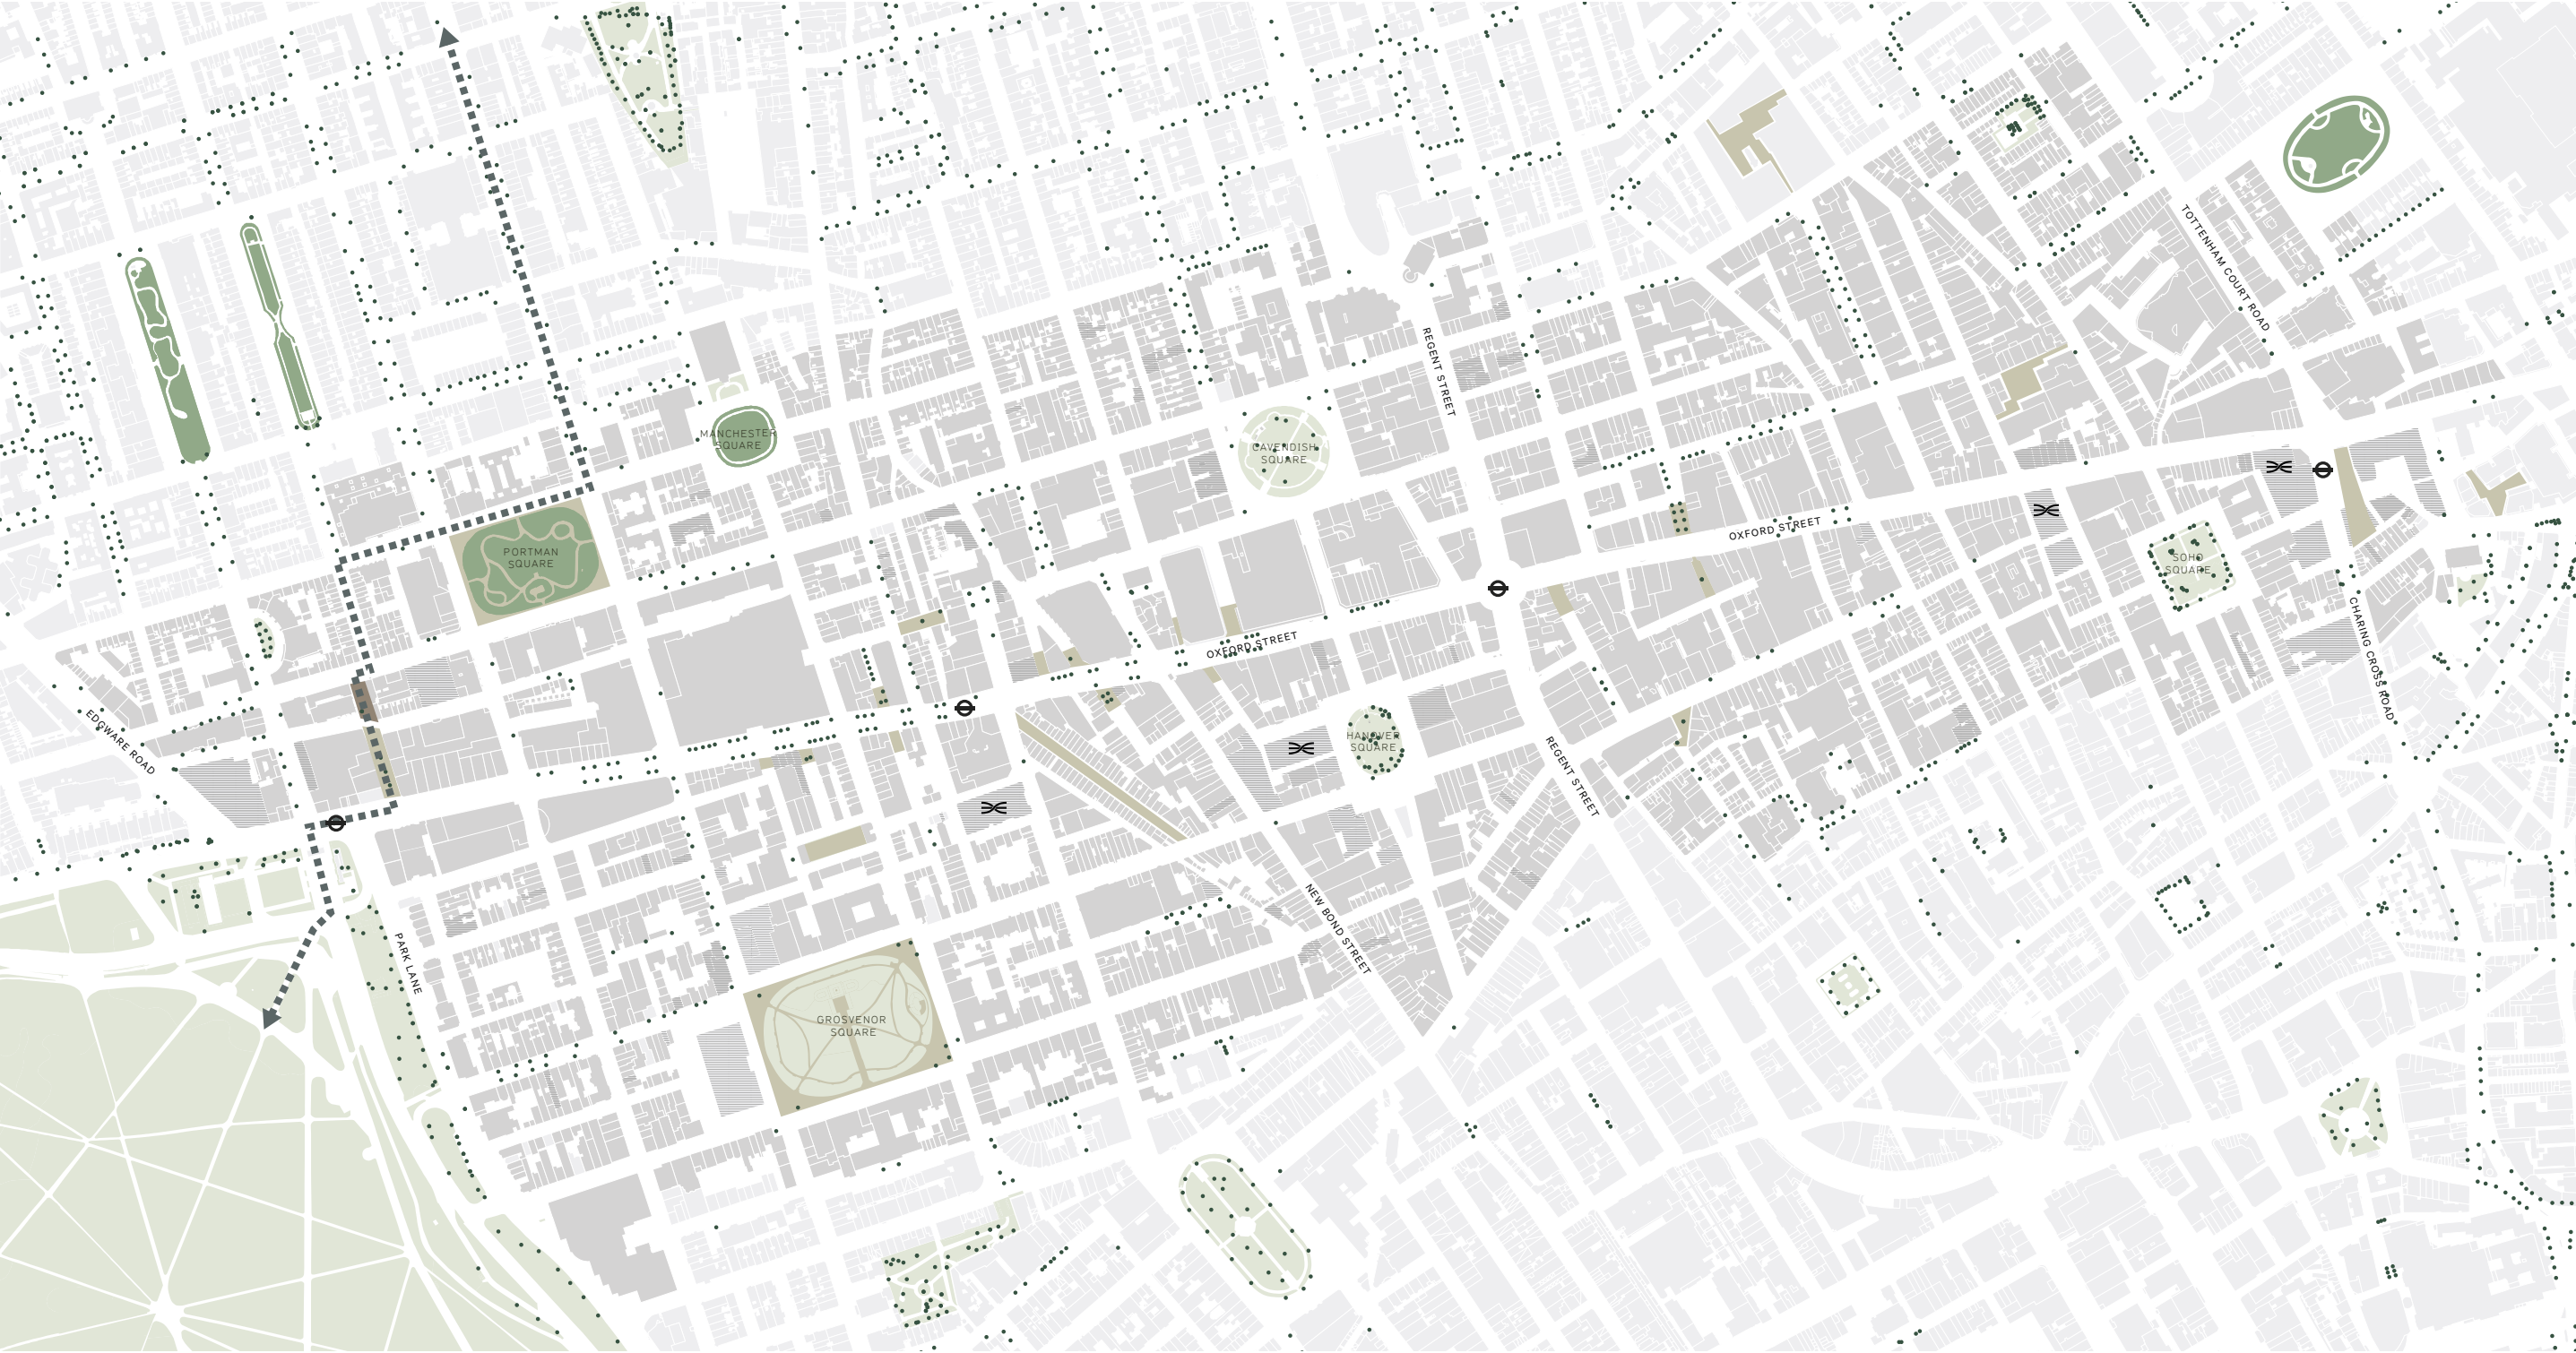 TOTTENHAM COURT ROAD
REGENT STREET
MANCHESTER
SQUARE
CAVENDISH
SQUARE
OXFORD STREET
PORTMAN
SQUARE
SOHO
SQUARE
OXFORD STREET
CHARING CROSS ROAD
EDGWARE ROAD
HANOVER
SQUARE
REGENT STREET
NEW BOND STREET
PARK LANE
GROSVENOR
SQUARE